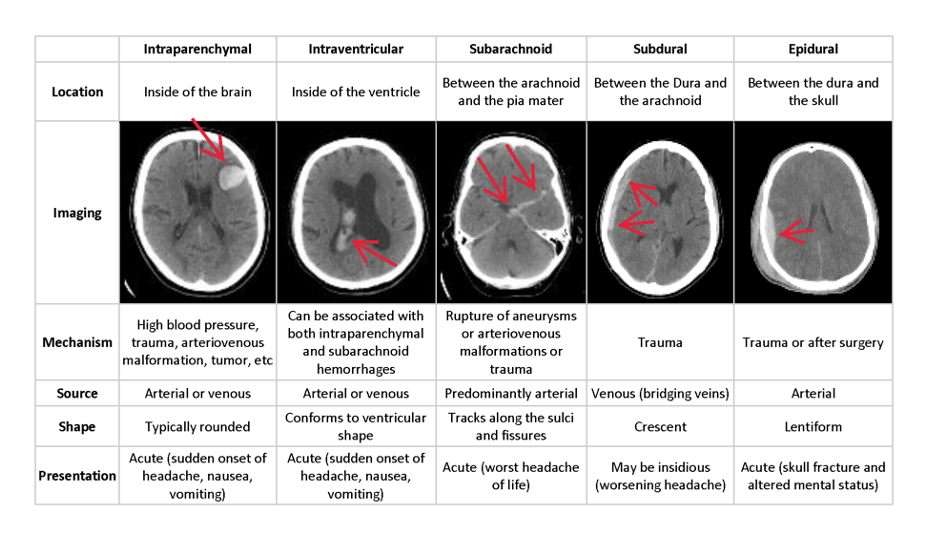 Intraparenchymal Intraventricular Subarachnoid Subdural Epidural
Location
Inside of the brain
Inside of the ventricle
Between the arachnoid
and the pia mater
Between the Dura and
the arachnoid
Between the dura and
the skull
Imaging
Mechanism
High blood pressure,
trauma, arteriovenous
malformation, tumor, etc
Can be associated with
both intraparenchymal
and subarachnoid
hemorrhages
Rupture of aneurysms
or arteriovenous
malformations or
trauma
Trauma
Trauma or after surgery
Source
Arterial or venous
Arterial or venous
Predominantly arterial
Venous (bridging veins)
Arterial
Shape
Typically rounded
Conforms to ventricular
shape
Tracks along the sulci
and fissures
Crescent
Lentiform
Presentation
Acute (sudden onset of
headache, nausea,
vomiting)
Acute (sudden onset of
headache, nausea,
vomiting)
Acute (worst headache
of life)
May be insidious
(worsening headache)
Acute (skull fracture and
altered mental status)